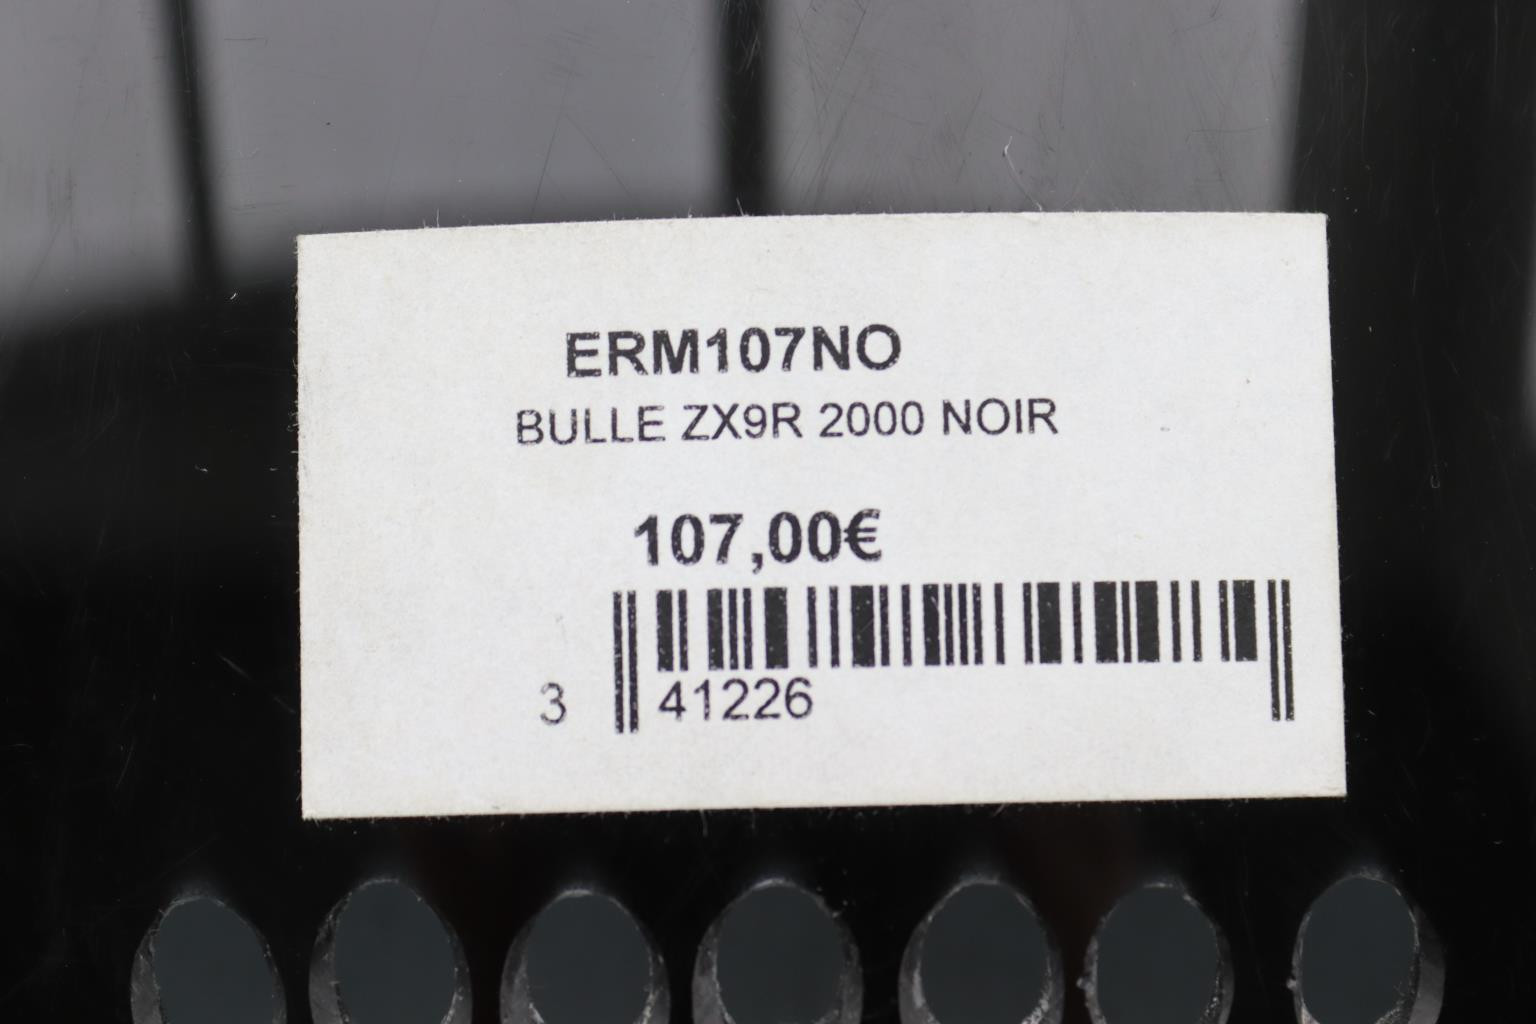 ERM107NO
BULLE ZX9R 2000 NOIR
107,00€
3 41226